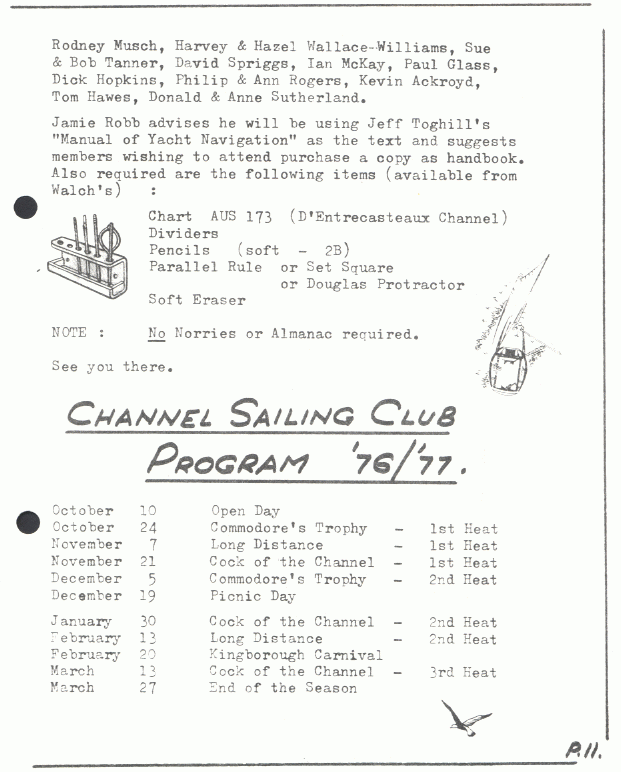 Rodney Musch, Harvey & Hazel Wallace-Williams, Sue
& Bob Tanner, David Spriggs, Ian McKay, Paul Glass,
Dick Hopkins, Philip & Ann Rogers, Kevin Ackroyd,
Tom Hawes, Donald & Anne Sutherland.
Jamie Robb advises he will be using Jeff Toghill's
"Manual of Yacht Navigation" as the text and suggests
members wishing to attend purchase a copy as handbook.
Also required are the following items (available from
Walch's) :
Chart AUS 173 (D'Entrecasteaux Channel)
Dividers
Pencils (soft - 2B)
Parallel Rule or Set Square
or Douglas Protractor
Soft Eraser
NOTE : No Norries or Almanac required.
See you there.
CHANNEL SAILING CLUB
PROGRAM '76/'77.
October 10 Open Day
October 24 Commodore's Trophy - 1st Heat
November 7 Long Distance - 1st Heat
November 21 Cock of the Channel - 1st Heat
December 5 Commodore's Trophy - 2nd Heat
December 19 Picnic Day
January 30 Cock of the Channel - 2nd Heat
February 13 Long Distance - 2nd Heat
February 20 Kingborough Carnival
March 13 Cock of the Channel - 3rd Heat
March 27 End of the Season
P.11.